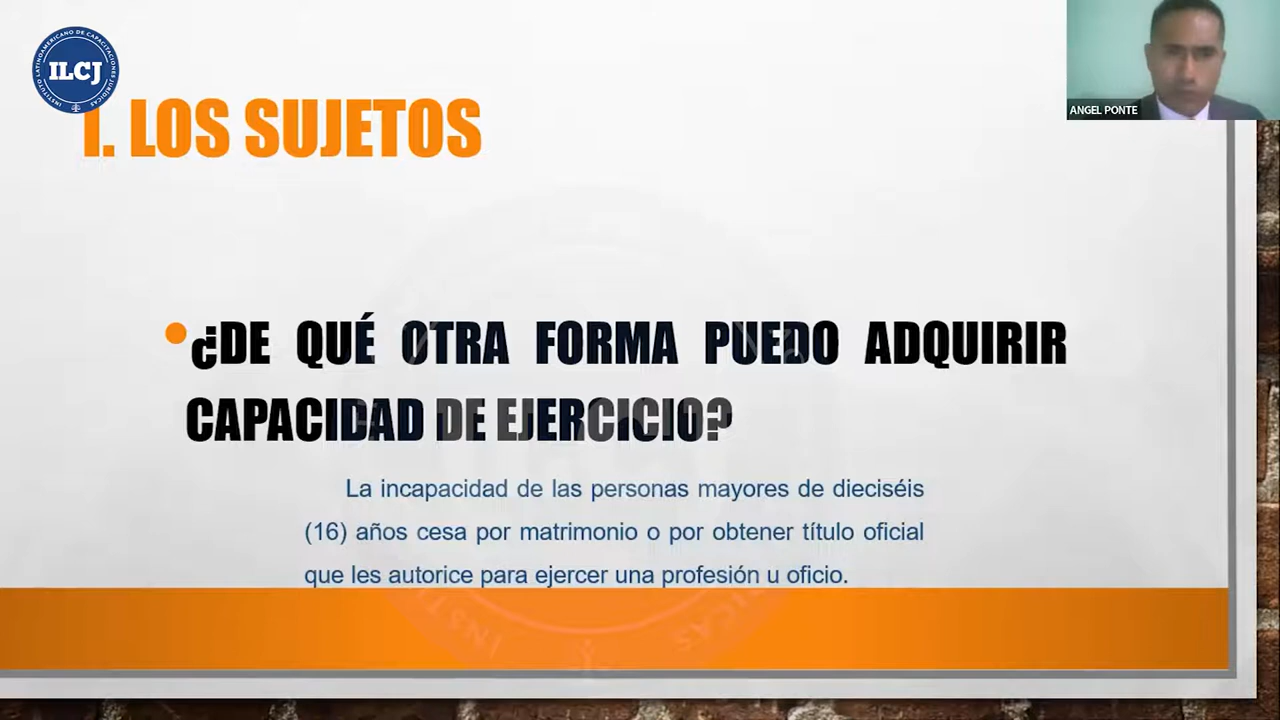 INSTITUTO LATINOAMERICANO DE CAPACITACIONES JURÍDICAS
ILCJ
ANGEL PONTE
1. LOS SUJETOS
•¿DE QUÉ OTRA FORMA PUEDO ADQUIRIR
CAPACIDAD DE EJERCICIO?
La incapacidad de las personas mayores de dieciséis
(16) años cesa por matrimonio o por obtener título oficial
que les autorice para ejercer una profesión u oficio.